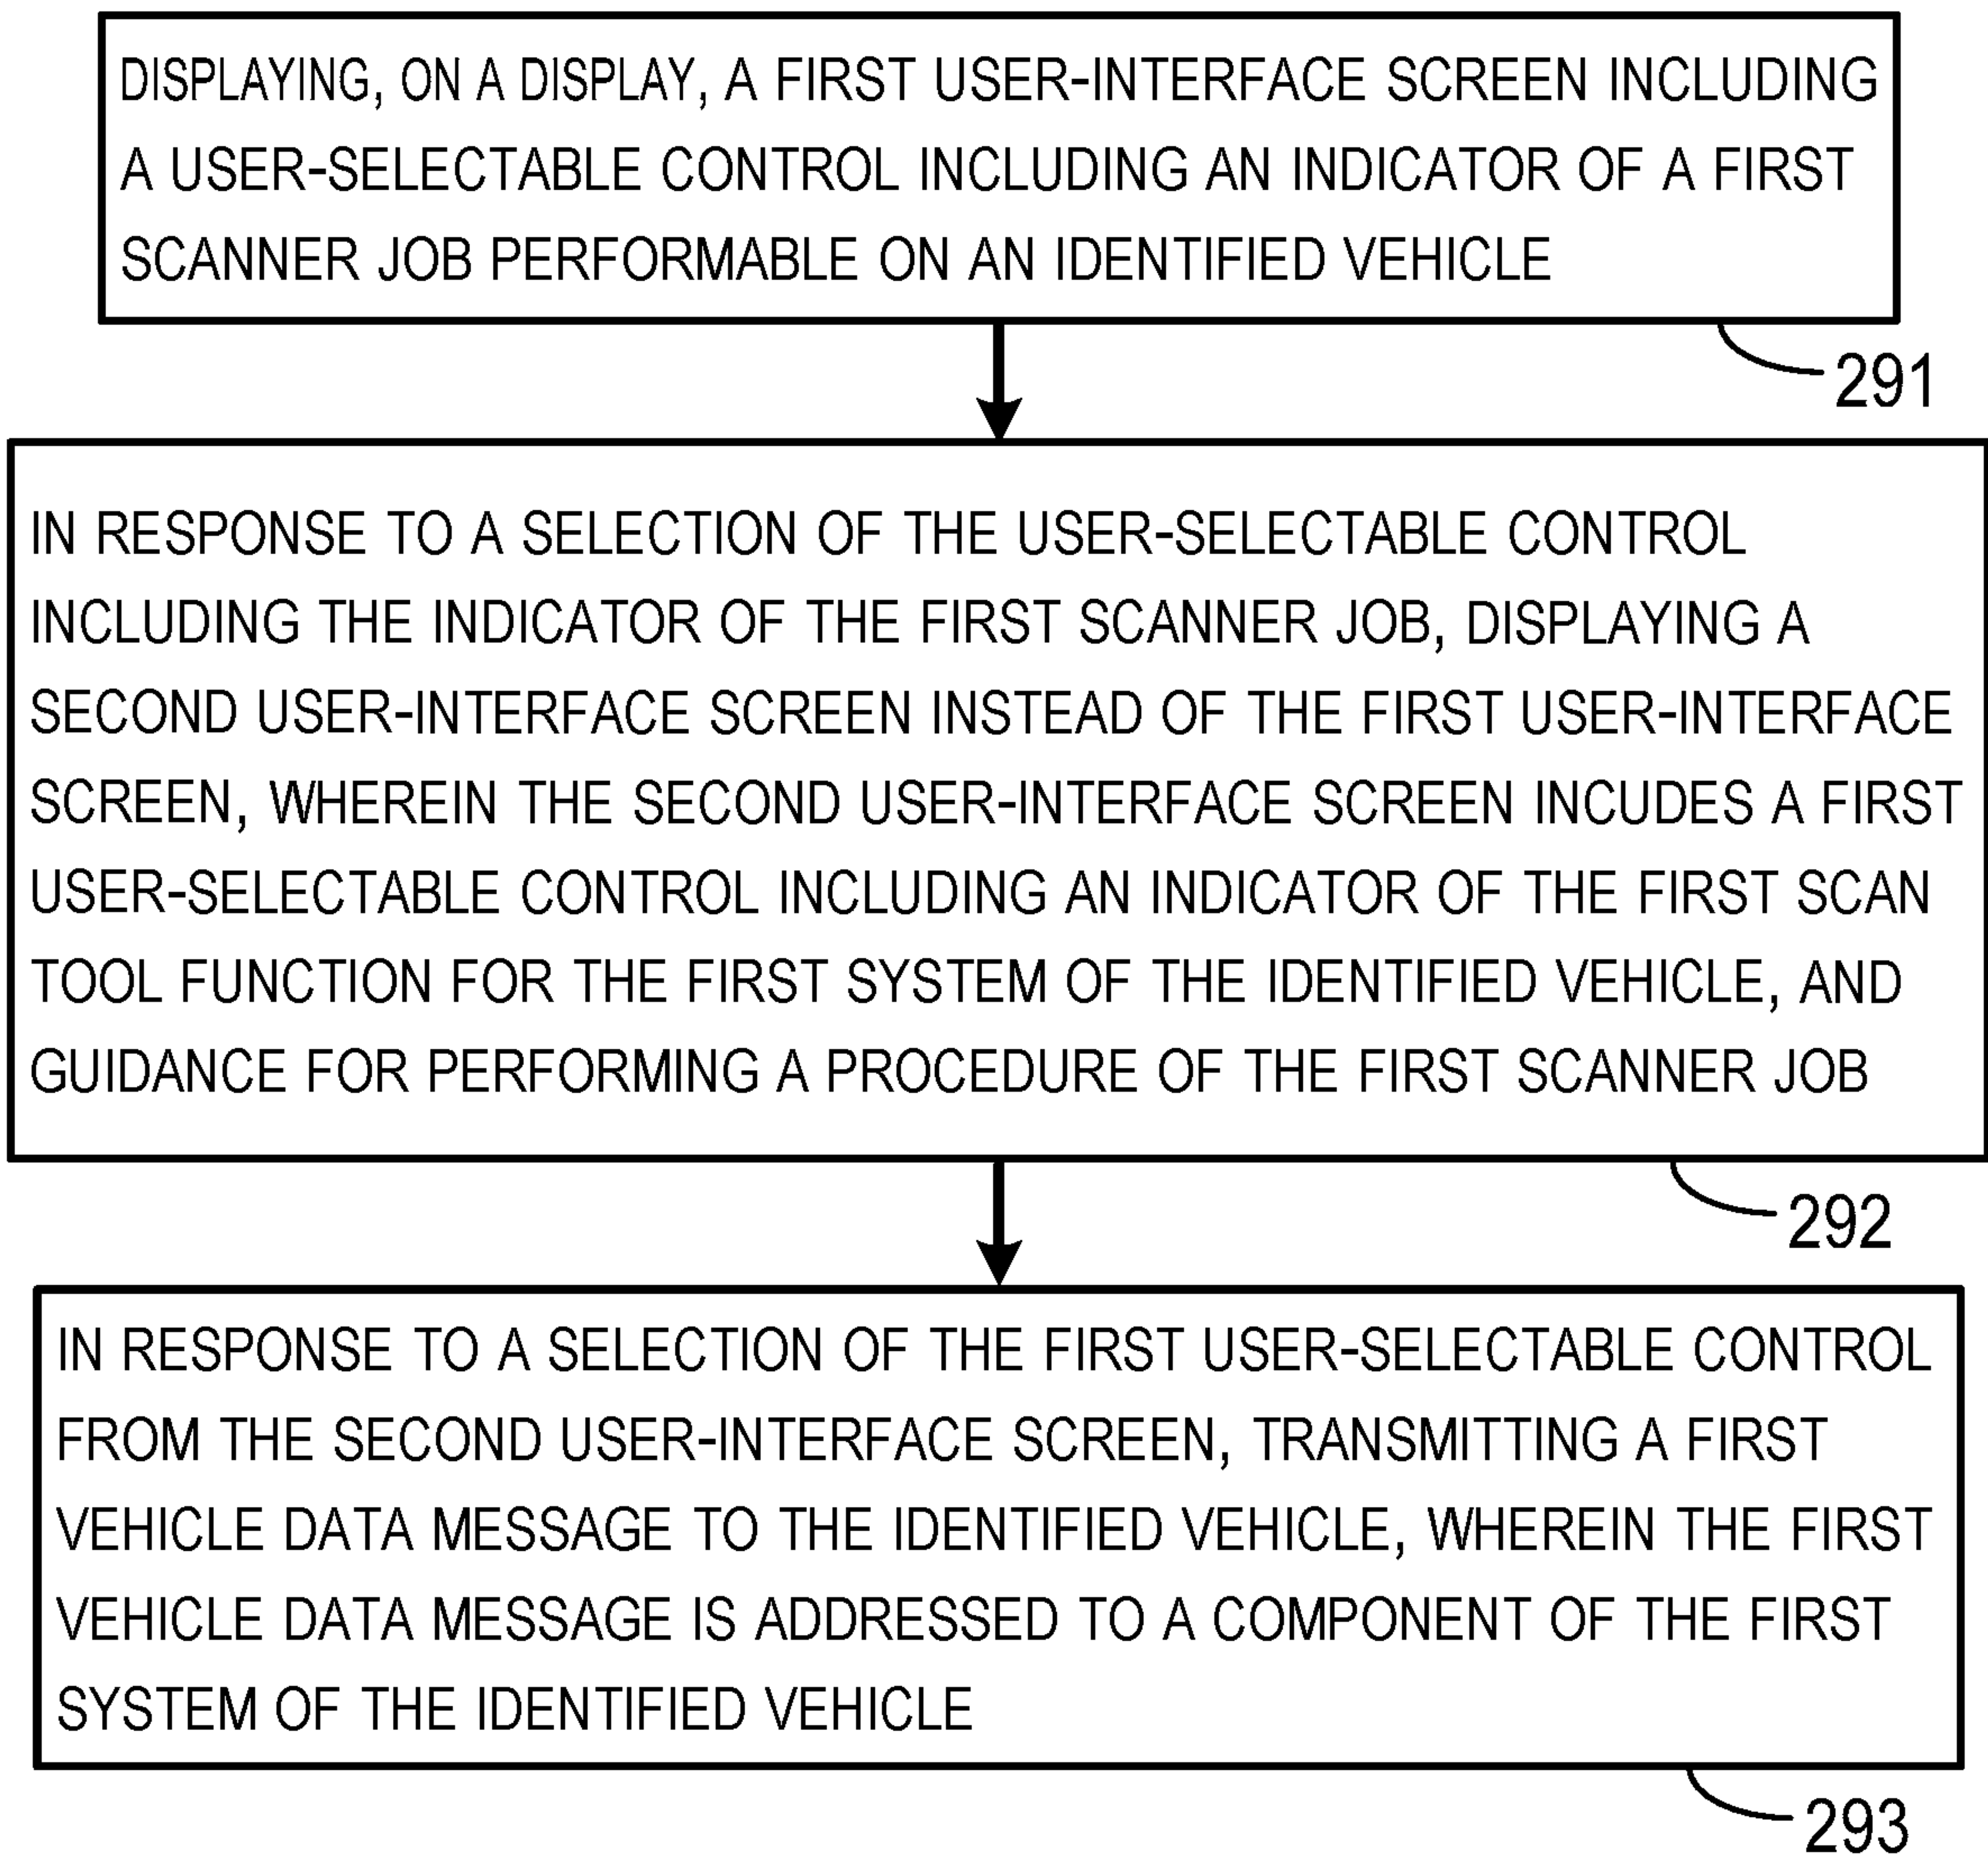 DISPLAYING, ON A DISPLAY, A FIRST USER-INTERFACE SCREEN INCLUDING
A USER-SELECTABLE CONTROL INCLUDING AN INDICATOR OF A FIRST
SCANNER JOB PERFORMABLE ON AN IDENTIFIED VEHICLE
291
IN RESPONSE TO A SELECTION OF THE USER-SELECTABLE CONTROL
INCLUDING THE INDICATOR OF THE FIRST SCANNER JOB, DISPLAYING A
SECOND USER-INTERFACE SCREEN INSTEAD OF THE FIRST USER-INTERFACE
SCREEN, WHEREIN THE SECOND USER-INTERFACE SCREEN INCUDES A FIRST
USER-SELECTABLE CONTROL INCLUDING AN INDICATOR OF THE FIRST SCAN
TOOL FUNCTION FOR THE FIRST SYSTEM OF THE IDENTIFIED VEHICLE, AND
GUIDANCE FOR PERFORMING A PROCEDURE OF THE FIRST SCANNER JOB
292
IN RESPONSE TO A SELECTION OF THE FIRST USER-SELECTABLE CONTROL
FROM THE SECOND USER-INTERFACE SCREEN, TRANSMITTING A FIRST
VEHICLE DATA MESSAGE TO THE IDENTIFIED VEHICLE, WHEREIN THE FIRST
VEHICLE DATA MESSAGE IS ADDRESSED TO A COMPONENT OF THE FIRST
SYSTEM OF THE IDENTIFIED VEHICLE
293